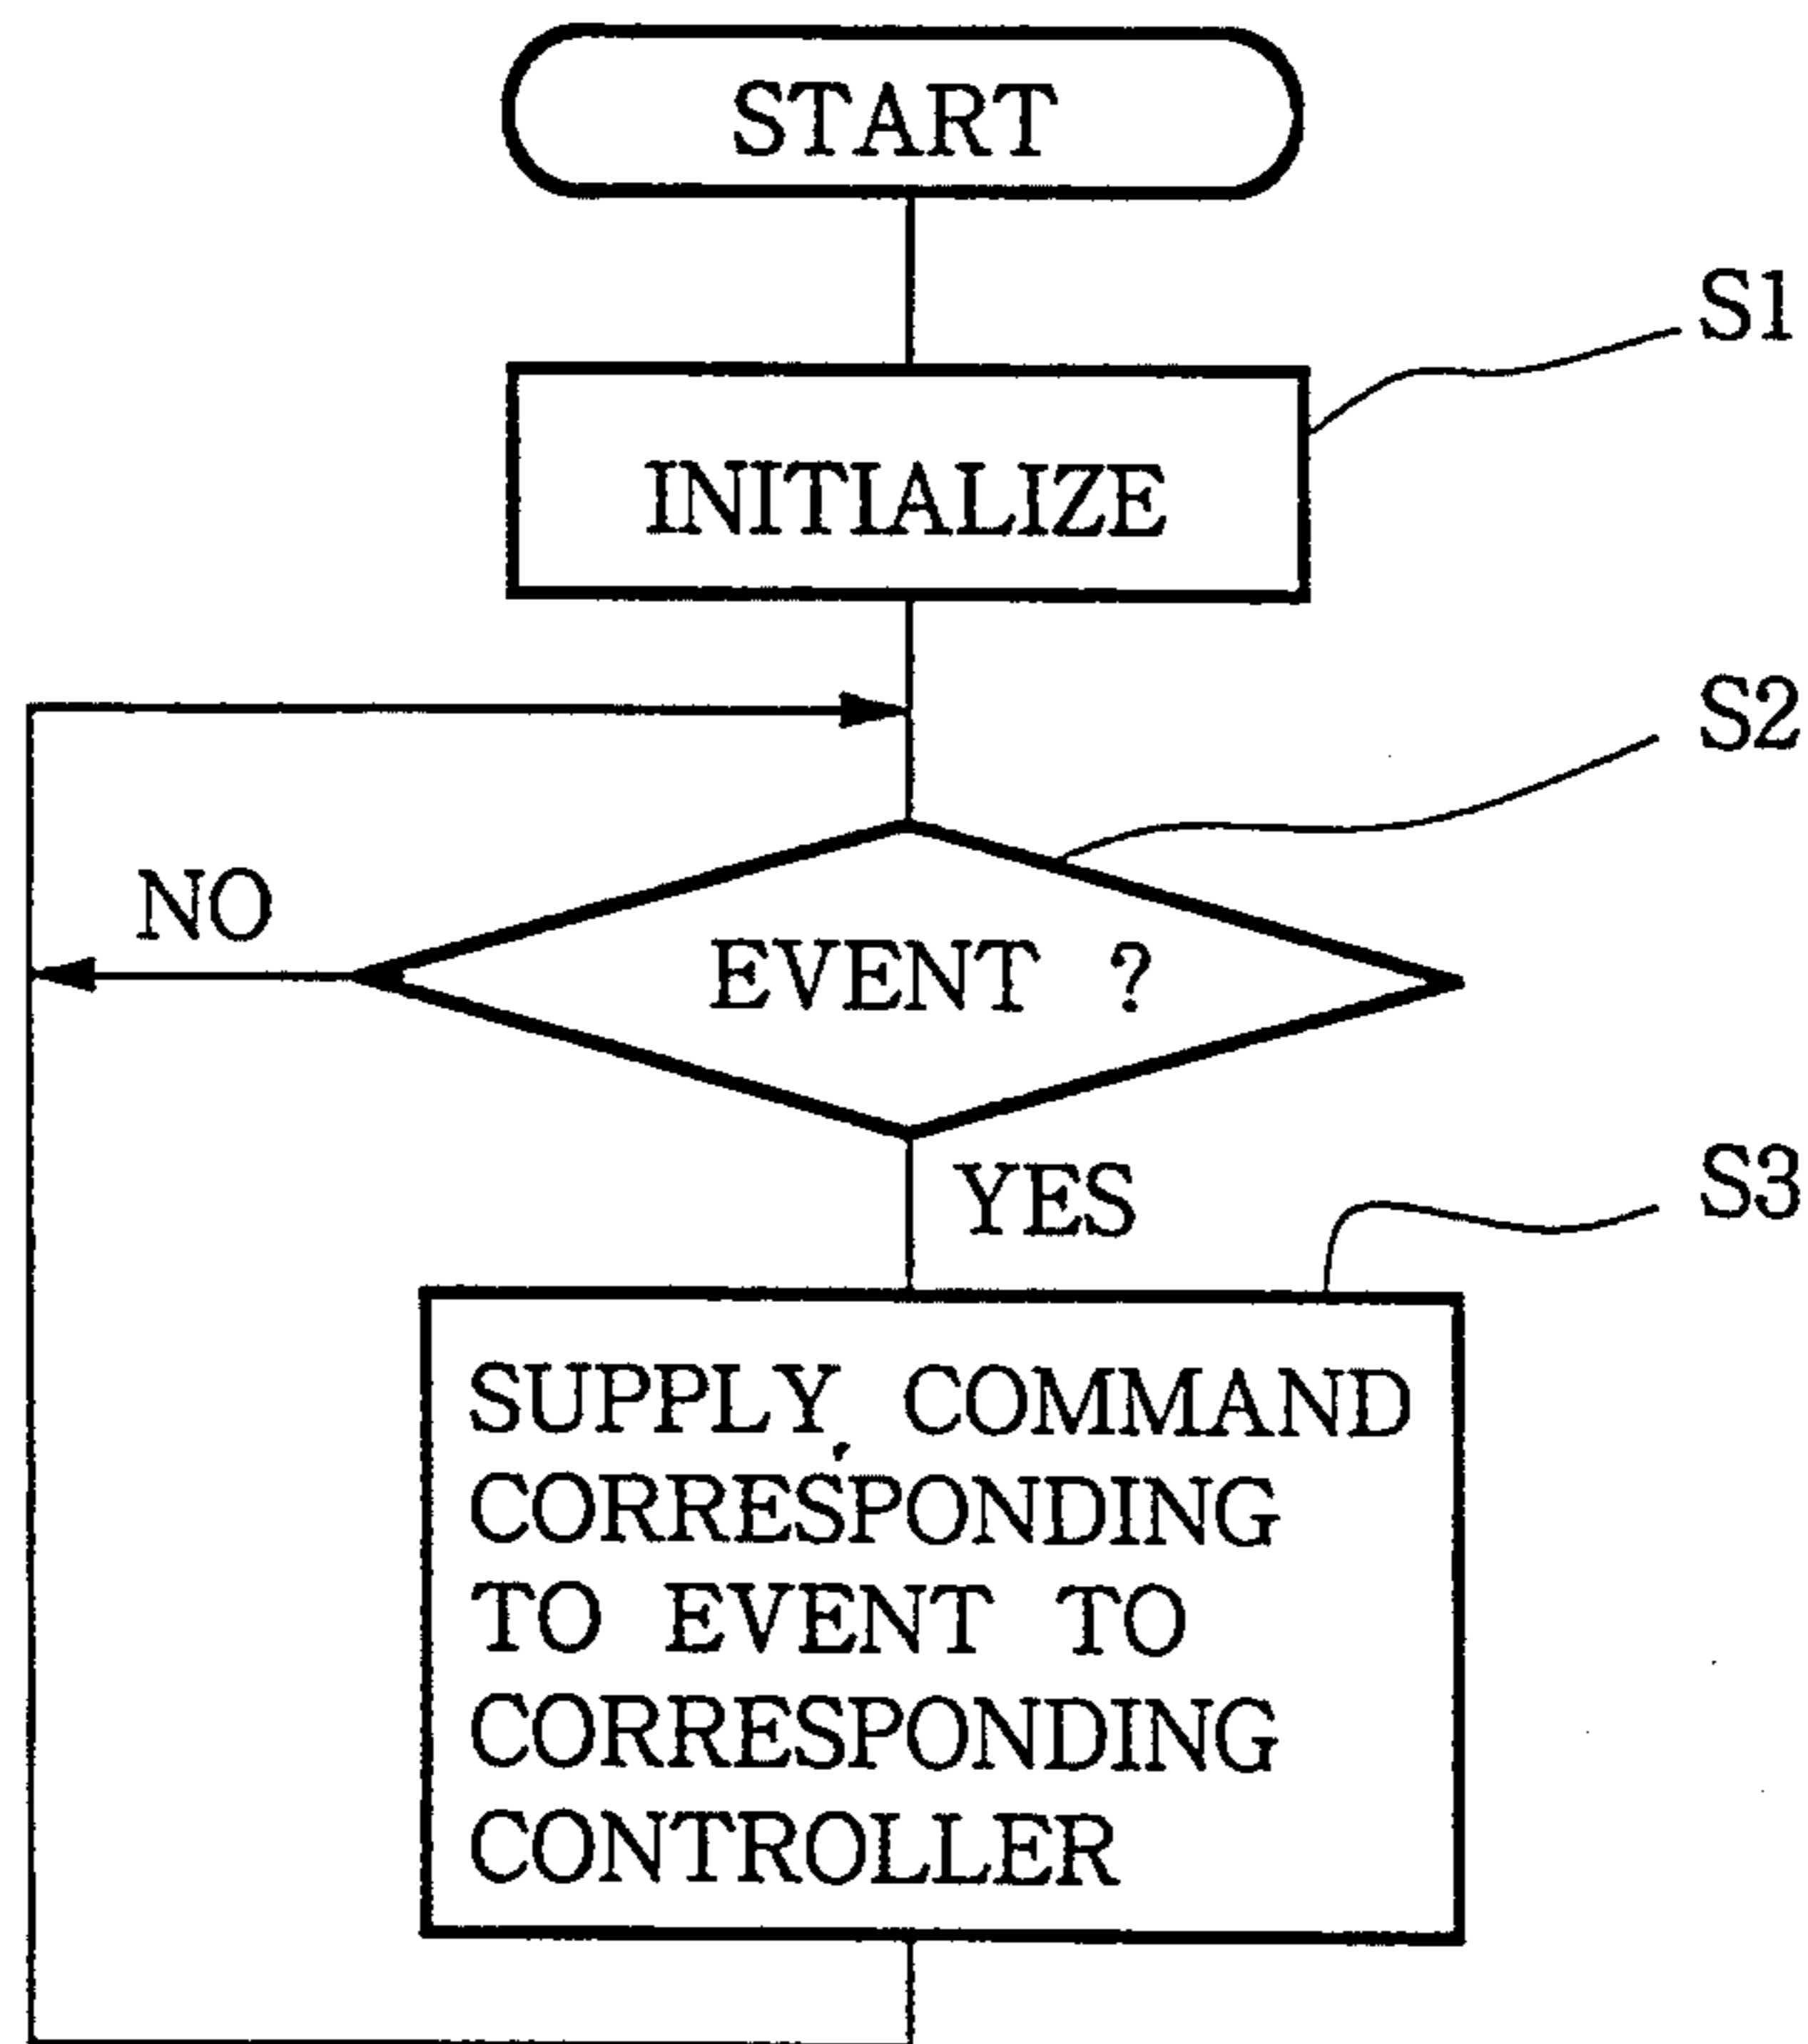 START
S1
INITIALIZE
S2
NO
EVENT ?
YES
S3
SUPPLY COMMAND
CORRESPONDING
TO EVENT TO
CORRESPONDING
CONTROLLER